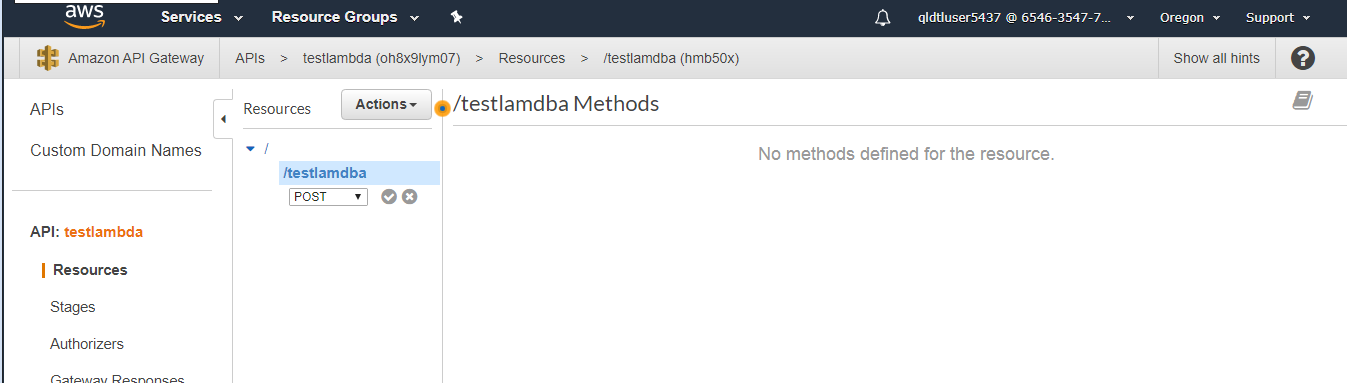 aws Services Resource Groups qldtluser5437 @ 6546-3547-7... Oregon Support
Amazon API Gateway APIs > testlambda (oh8x9lym07) > Resources > /testlamdba (hmb50x) Show all hints ?
APIs Resources Actions /testlamdba Methods
Custom Domain Names / No methods defined for the resource.
/testlamdba
POST
API: testlambda
Resources
Stages
Authorizers
Gateway Responses